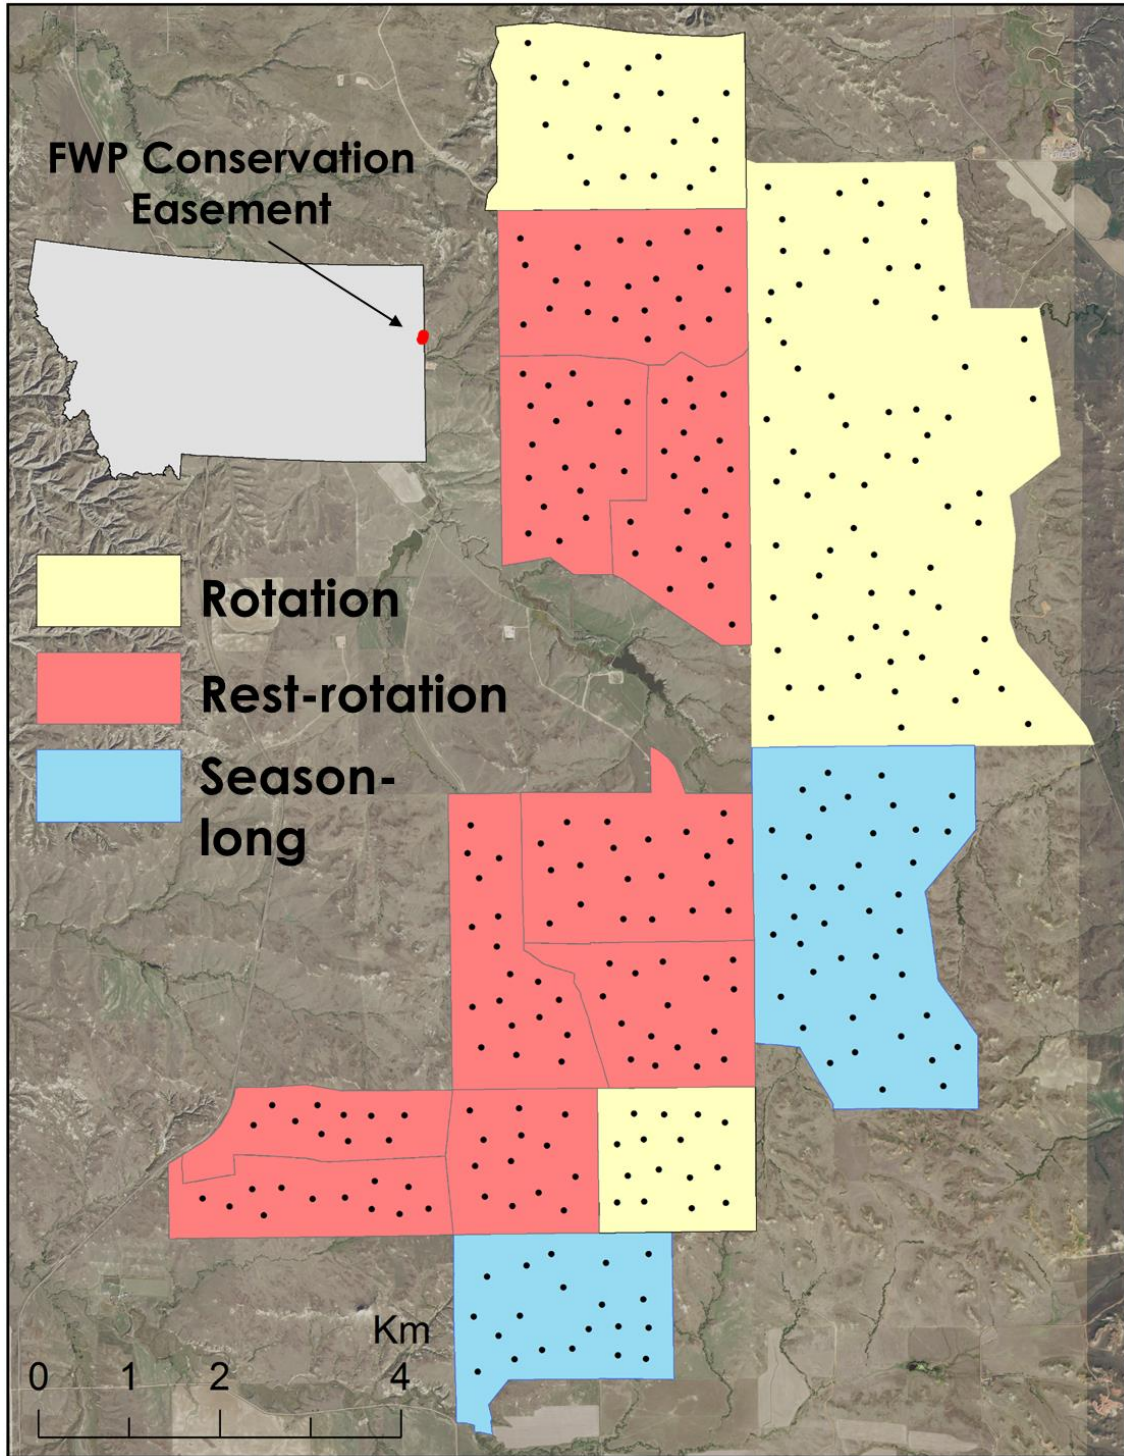 FWP Conservation
Easement
Rotation
Rest-rotation
Season-
long
Km
0 1 2 4